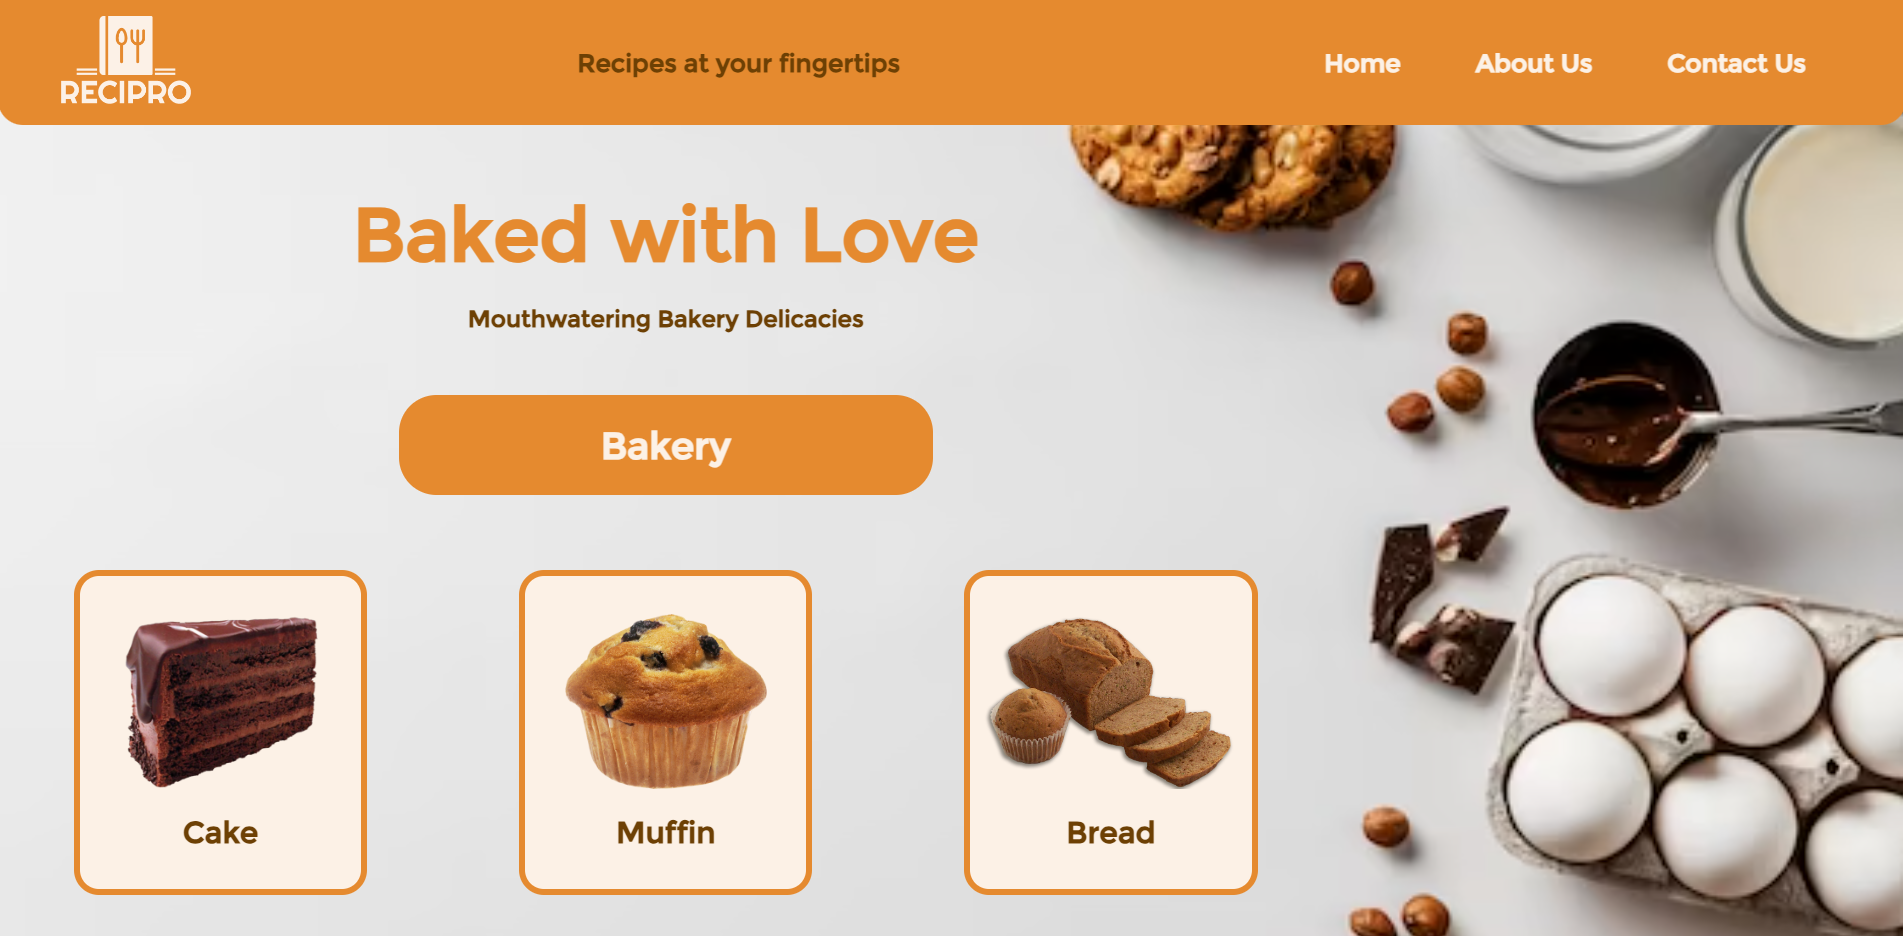 RECIPRO
Recipes at your fingertips
Home
About Us
Contact Us
Baked with Love
Mouthwatering Bakery Delicacies
Bakery
Cake
Muffin
Bread